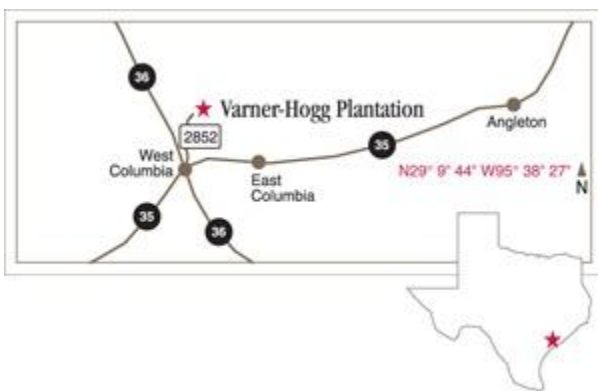 36
Varner-Hogg Plantation
2852
35
Angleton
West
Columbia
East
Columbia
N29° 9' 44" W95° 38' 27"
N
35
36